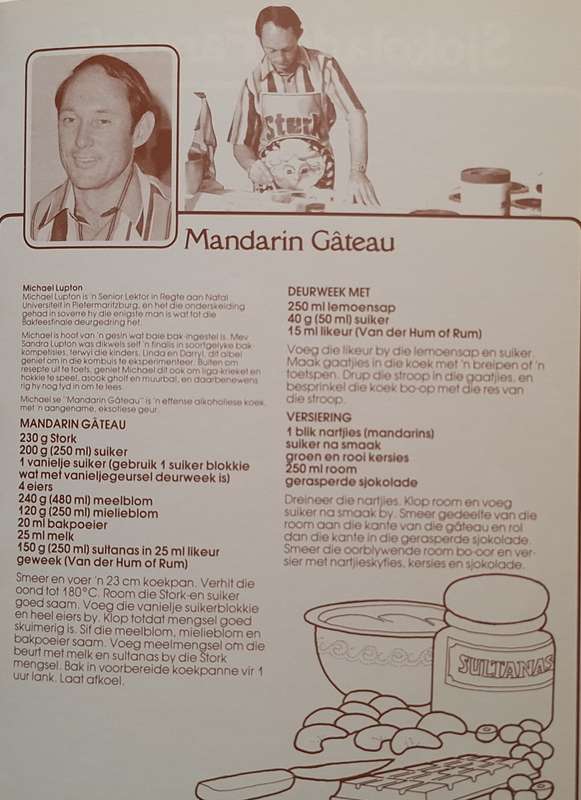 Stork
Mandarin Gâteau
Michael Lupton
Michael Lupton is 'n Senior Lektor in Regte aan Natal
Universiteit in Pietermaritzburg, en het die onderskeiding
gehad in soverre hy die enigste man is wat tot die
Bakfeesfinale deurgedring het.
Michael is hoof van 'n gesin wat baie bak-ingestel is. Mev
Sandra Lupton was dikwels self 'n finalis in soortgelyke bak
kompetisies, terwyl die kinders, Linda en Darryl, dit altel
geniet om in die kombuis te eksperimenteer. Buiten om
resepte uit te toets, geniet Michael dit ook om liga-krieket en
hokkie te speel, asook gholf en muurbal, en daarbenewens
rig hy nog tyd in om te lees.
Michael se "Mandarin Gâteau" is 'n effense alkoholiese koek
met 'n aangename, eksotiese geur.
MANDARIN GÂTEAU
230 g Stork
200 g (250 ml) suiker
1 vanielje suiker (gebruik 1 suiker blokkie
wat met vanieljegeursel deurweek is)
4 eiers
240 g (480 ml) meelblom
120 g (250 ml) mielieblom
20 ml bakpoeier
25 ml melk
150 g (250 ml) sultanas in 25 ml likeur
geweek (Van der Hum of Rum)
Smeer en voer 'n 23 cm koekpan. Verhit die
oond tot 180°C. Room die Stork-en suiker
goed saam. Voeg die vanielje suikerblokkie
en heel eiers by. Klop totdat mengsel goed
skuimerig is. Sif die meelblom, mielieblom en
bakpoeier saam. Voeg meelmengsel om die
beurt met melk en sultanas by die Stork
mengsel. Bak in voorbereide koekpanne vir 1
uur lank. Laat afkoel.
DEURWEEK MET
250 ml lemoensap
40 g (50 ml) suiker
15 ml likeur (Van der Hum of Rum)
Voeg die likeur by die lemoensap en suiker.
Maak gaatjies in die koek met 'n breipen of 'n
toetspen. Drup die stroop in die gaatjies, en
besprinkel die koek bo-op met die res van
die stroop.
VERSIERING
1 blik nartjies (mandarins)
suiker na smaak
groen en rooi kersies
250 ml room
gerasperde sjokolade
Dreineer die nartjies. Klop room en voeg
suiker na smaak by. Smeer gedeelte van die
room aan die kante van die gâteau en rol
dan die kante in die gerasperde sjokolade.
Smeer die oorblywende room bo-oor en ver-
sier met nartjieskyfies, kersies en sjokolade.
SULTANAS